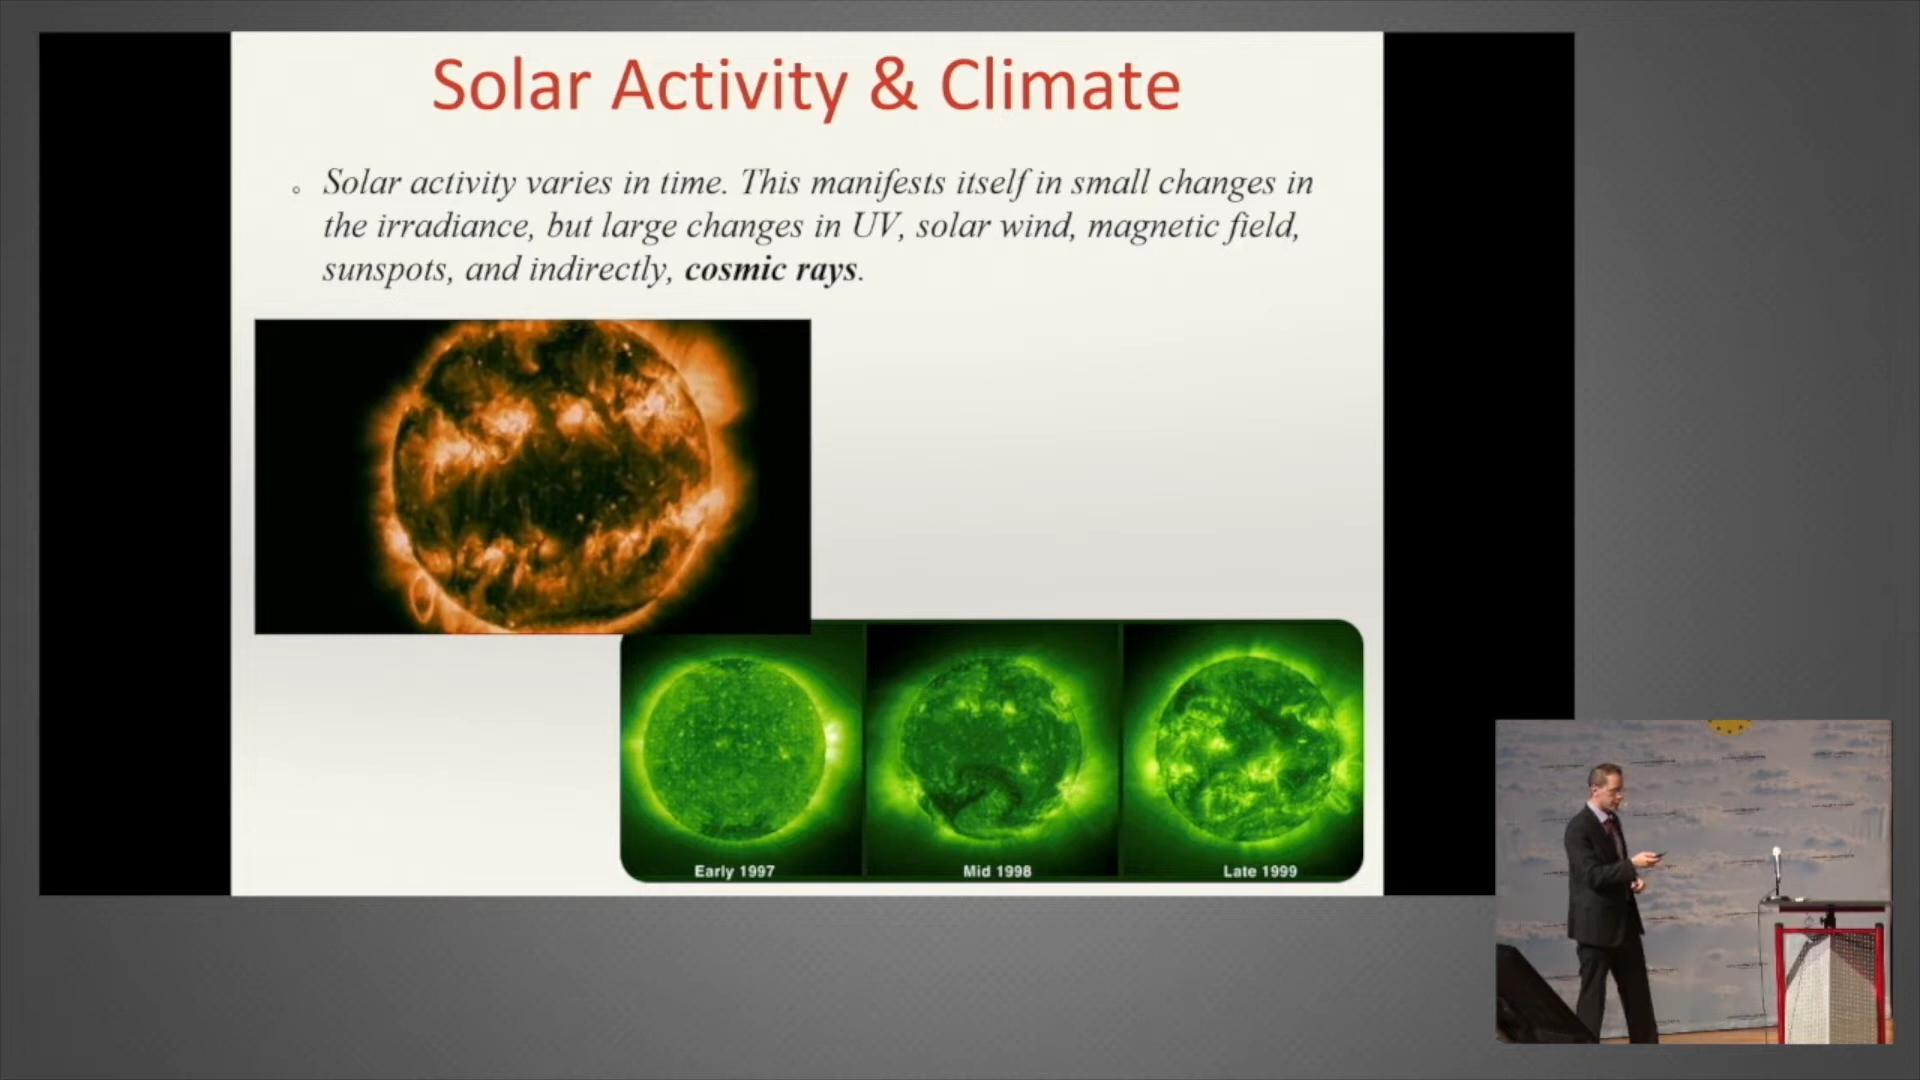 Solar Activity & Climate
Solar activity varies in time. This manifests itself in small changes in
the irradiance, but large changes in UV, solar wind, magnetic field,
sunspots, and indirectly, cosmic rays.
Early 1997
Mid 1998
Late 1999